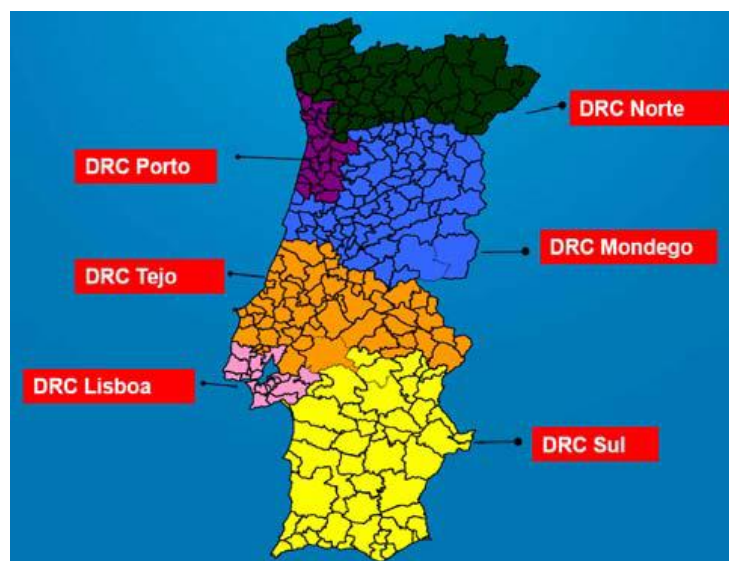 DRC Norte
DRC Porto
DRC Mondego
DRC Tejo
DRC Lisboa
DRC Sul